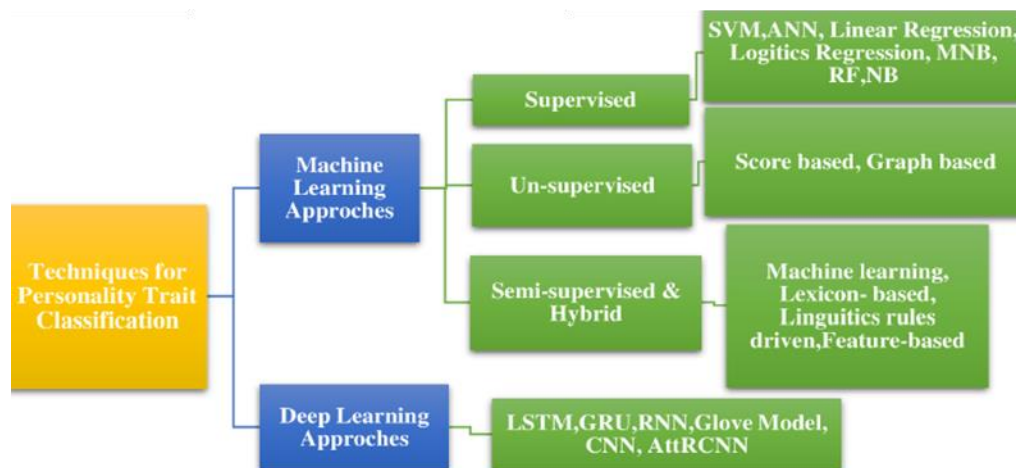 Techniques for
Personality Trait
Classification
Machine
Learning
Approches
Supervised
SVM,ANN, Linear Regression,
Logitics Regression, MNB,
RF,NB
Un-supervised
Score based, Graph based
Semi-supervised &
Hybrid
Machine learning,
Lexicon- based,
Linguitics rules
driven,Feature-based
Deep Learning
Approaches
LSTM,GRU,RNN,Glove Model,
CNN, AttRCNN